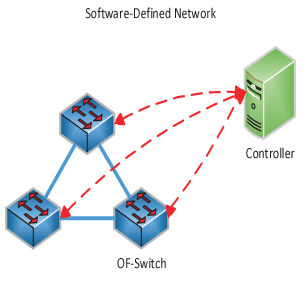 Software-Defined Network
Controller
OF-Switch